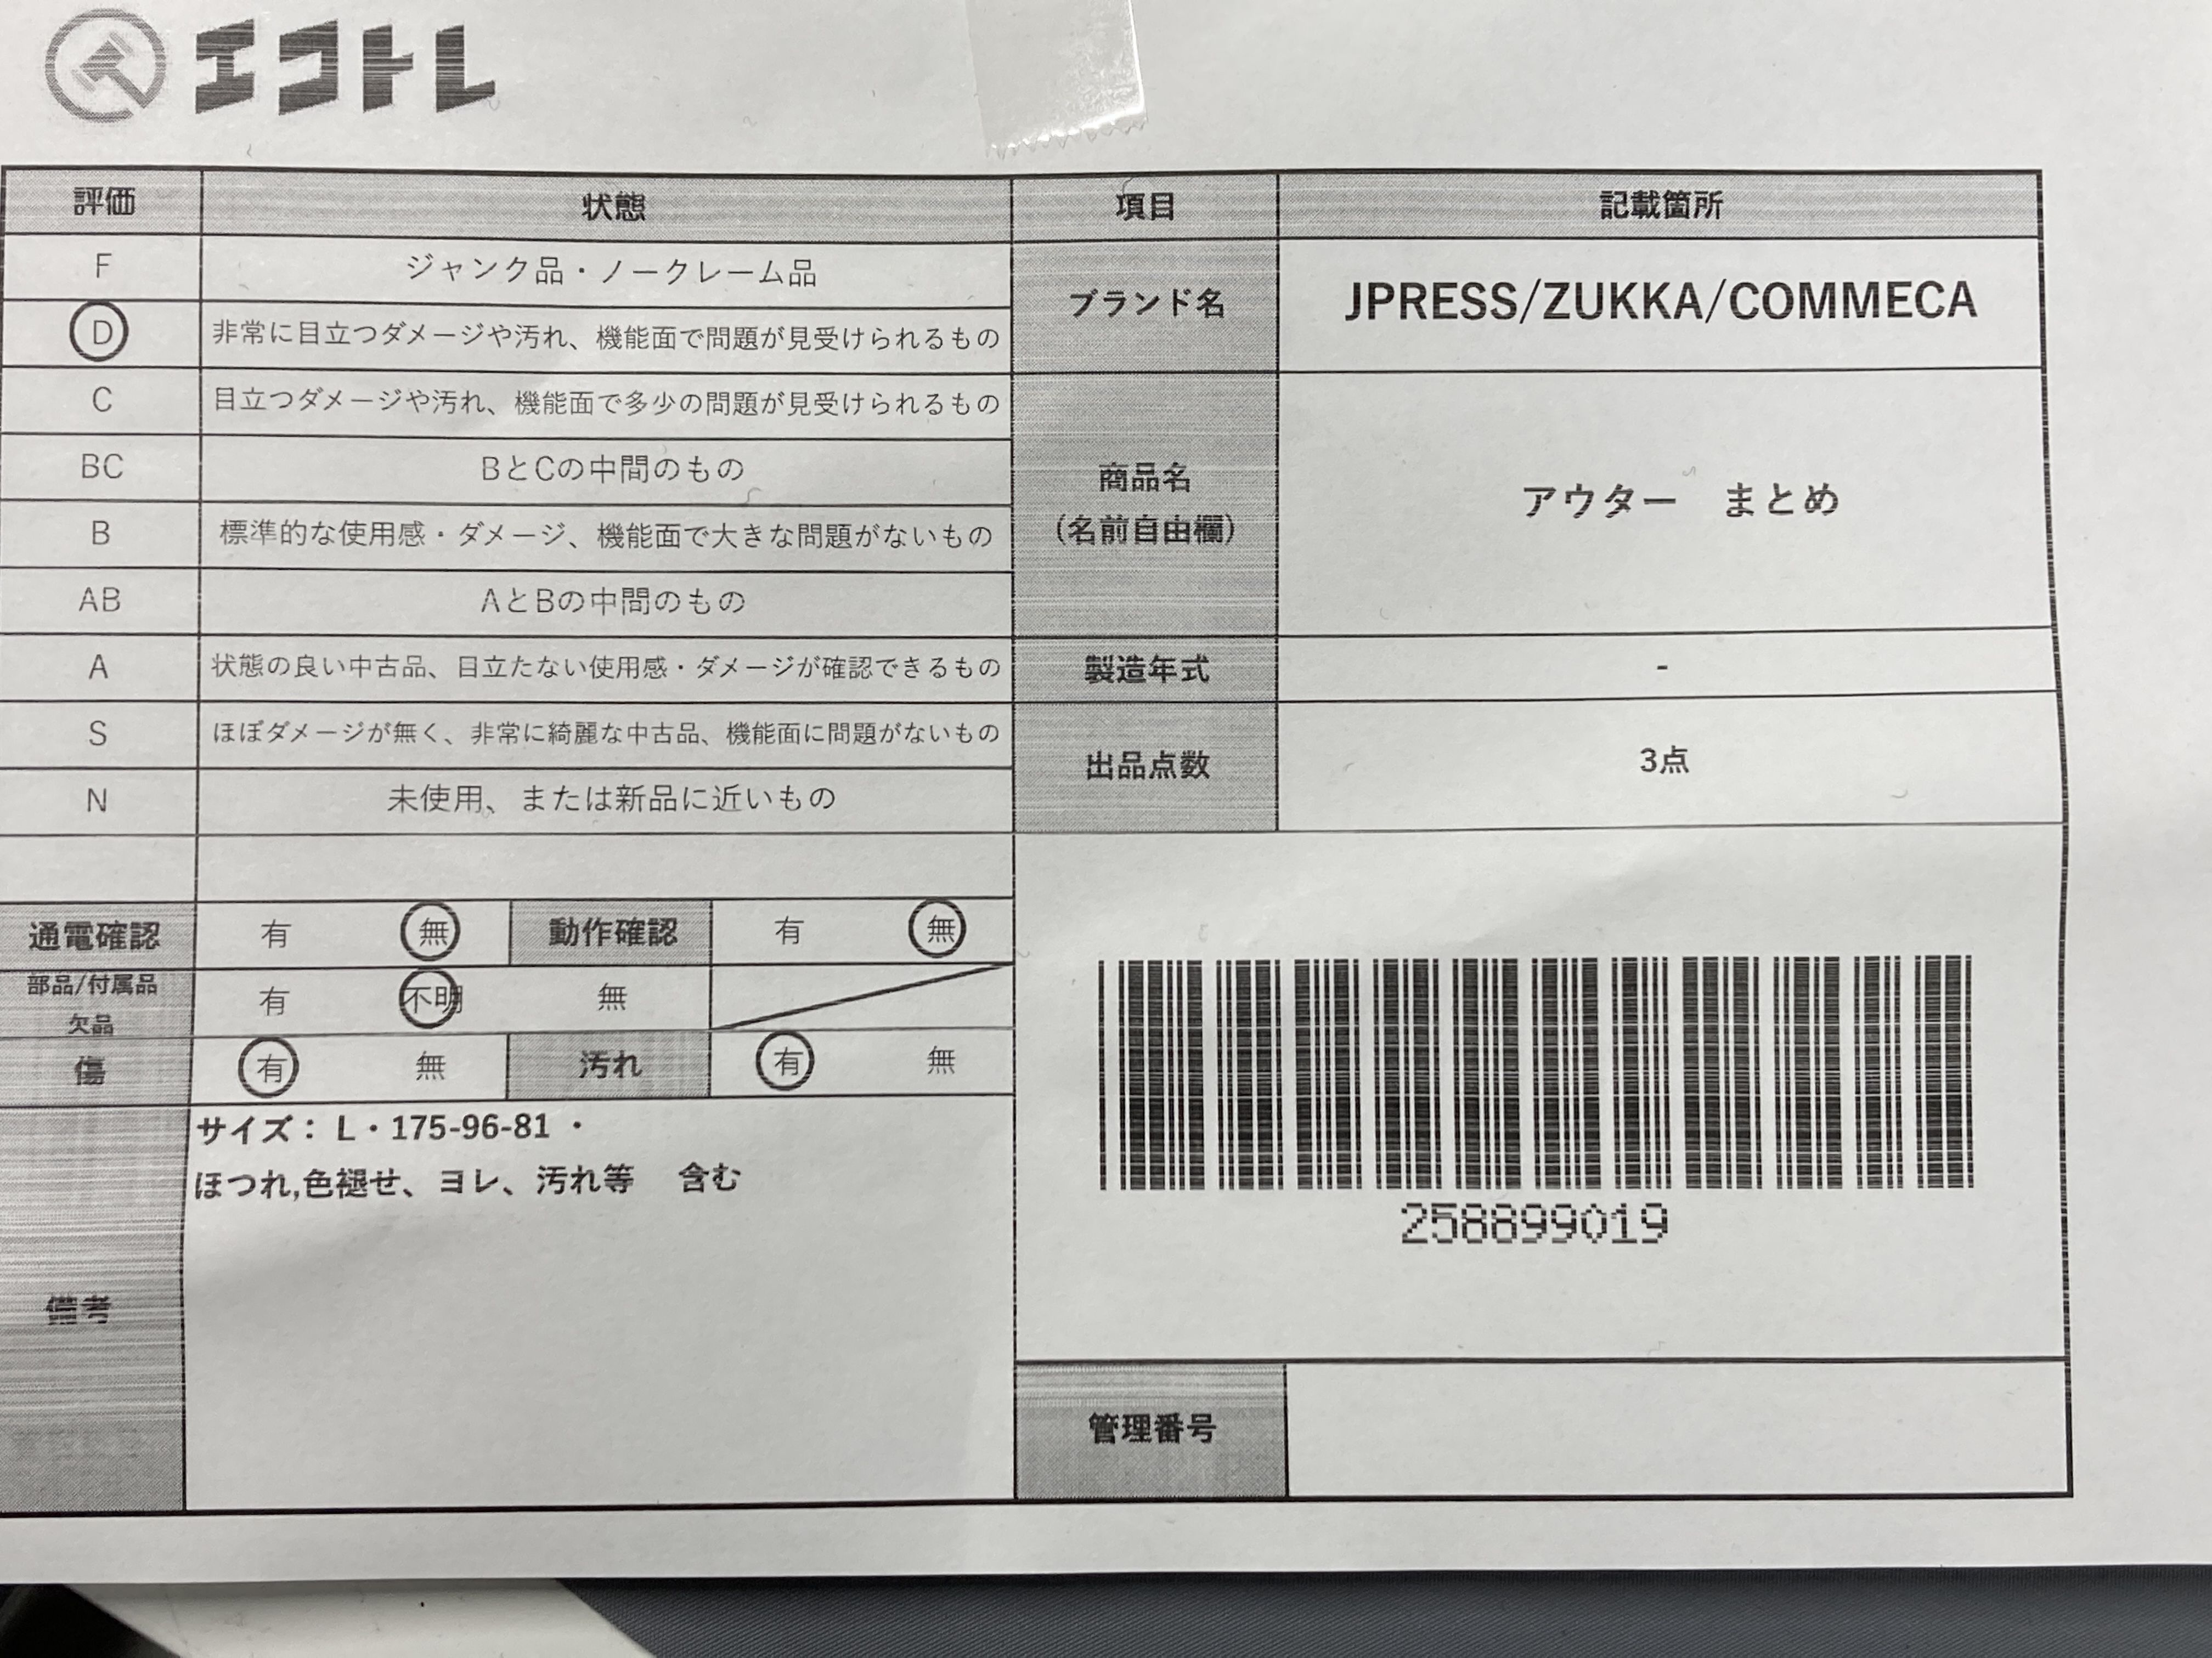 エコトレ
評価 状態 項目 記載箇所
F ジャンク品・ノークレーム品
D 非常に目立つダメージや汚れ、機能面で問題が見受けられるもの
ブランド名 JPRESS/ZUKKA/COMMECA
C 目立つダメージや汚れ、機能面で多少の問題が見受けられるもの
BC BとCの中間のもの
商品名
(名前自由欄)
アウター まとめ
B 標準的な使用感・ダメージ、機能面で大きな問題がないもの
AB AとBの中間のもの
A 状態の良い中古品、目立たない使用感・ダメージが確認できるもの
製造年式 -
S ほぼダメージが無く、非常に綺麗な中古品、機能面に問題がないもの
出品点数 3点
N 未使用、または新品に近いもの
通電確認 有 無 動作確認 有 無
部品/付属品
欠品
有 不明 無
傷 有 無 汚れ 有 無
備考
サイズ： L・175-96-81 ・
ほつれ,色褪せ、ヨレ、汚れ等 含む
258899019
管理番号